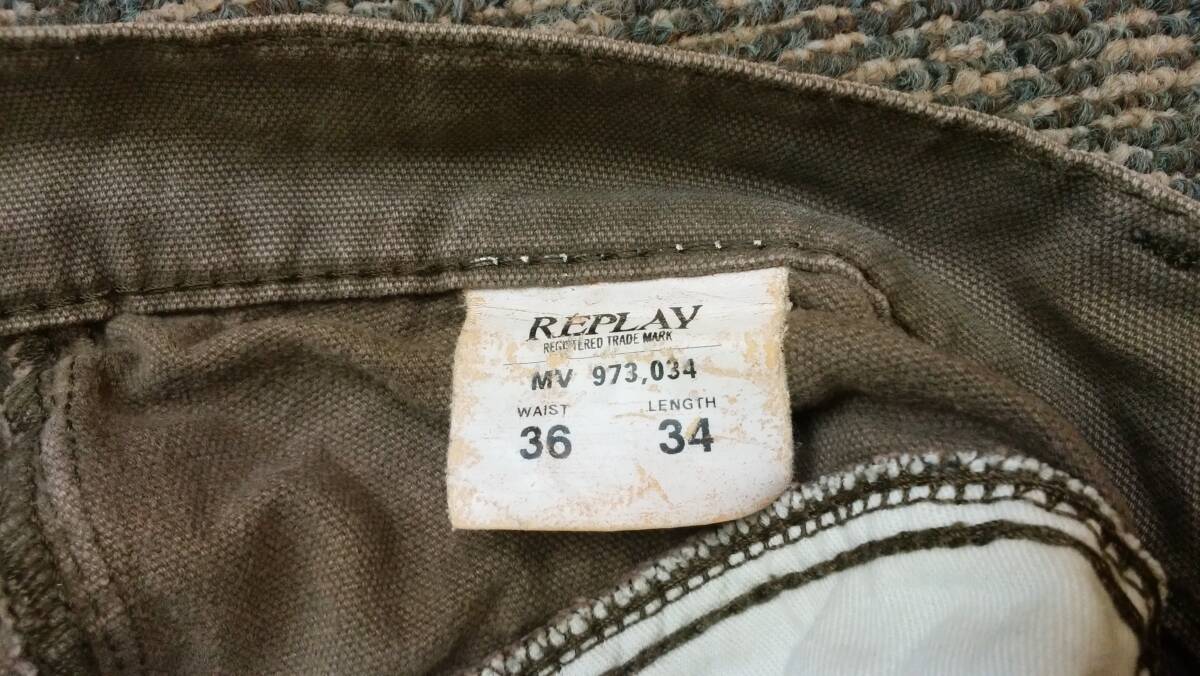 REPLAY
REGISTERED TRADE MARK
MV 973,034
WAIST LENGTH
36 34